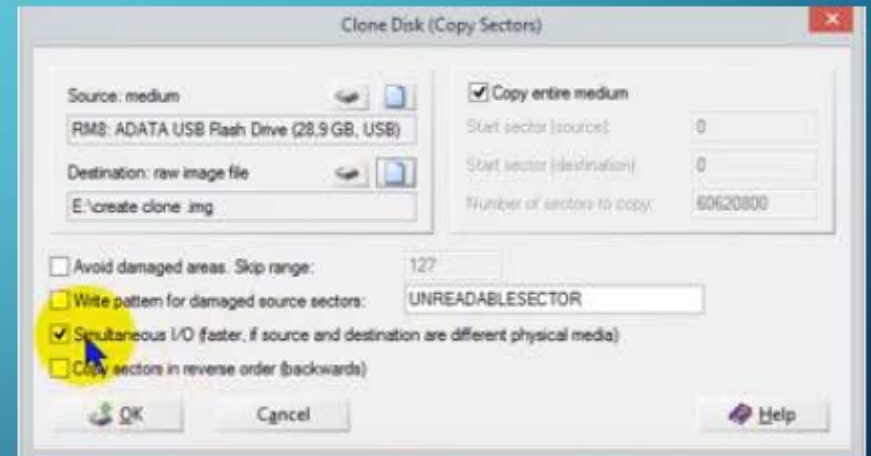 Clone Disk (Copy Sectors)
Source: medium
RM8: ADATA USB Flash Drive (28.9 GB, USB)
Destination: raw image file
E:\create clone .img
Copy entire medium
Start sector (source): 0
Start sector (destination): 0
Number of sectors to copy: 60620800
Avoid damaged areas. Skip range: 127
Write pattern for damaged source sectors: UNREADABLESECTOR
Simultaneous I/O (faster, if source and destination are different physical media)
Copy sectors in reverse order (backwards)
OK Cancel Help